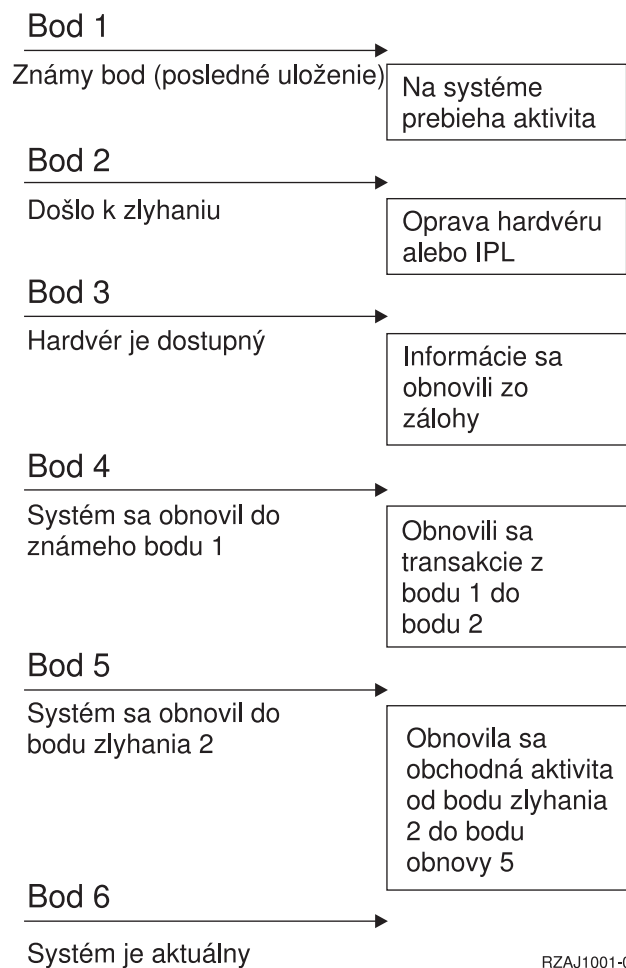 Bod 1
Známy bod (posledné uloženie)
Na systéme
prebieha aktivita
Bod 2
Došlo k zlyhaniu
Oprava hardvéru
alebo IPL
Bod 3
Hardvér je dostupný
Informácie sa
obnovili zo
zálohy
Bod 4
Systém sa obnovil do
známeho bodu 1
Obnovili sa
transakcie z
bodu 1 do
bodu 2
Bod 5
Systém sa obnovil do
bodu zlyhania 2
Obnovila sa
obchodná aktivita
od bodu zlyhania
2 do bodu
obnovy 5
Bod 6
Systém je aktuálny
RZAJ1001-0